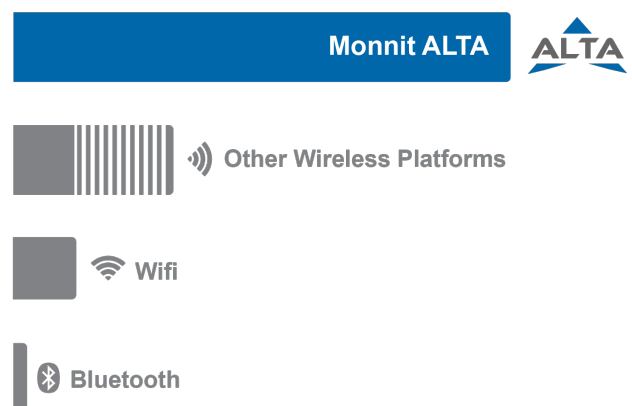 Monnit ALTA
ALTA
Other Wireless Platforms
Wifi
Bluetooth